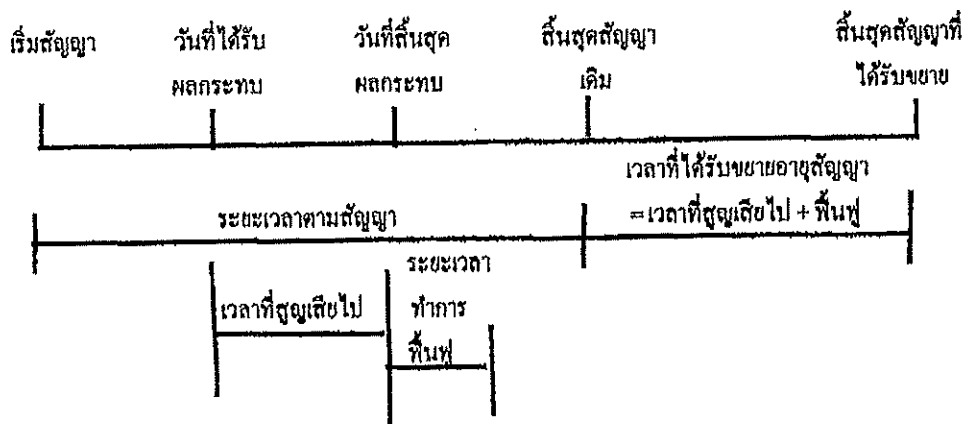 เริ่มสัญญา
วันที่ได้รับ
ผลกระทบ
วันที่สิ้นสุด
ผลกระทบ
สิ้นสุดสัญญา
เดิม
สิ้นสุดสัญญาที่
ได้รับขยาย
เวลาที่ได้รับขยายอายุสัญญา
=เวลาที่สูญเสียไป + ฟื้นฟู
ระยะเวลาตามสัญญา
เวลาที่สูญเสียไป
ระยะเวลา
ทำการ
ฟื้นฟู